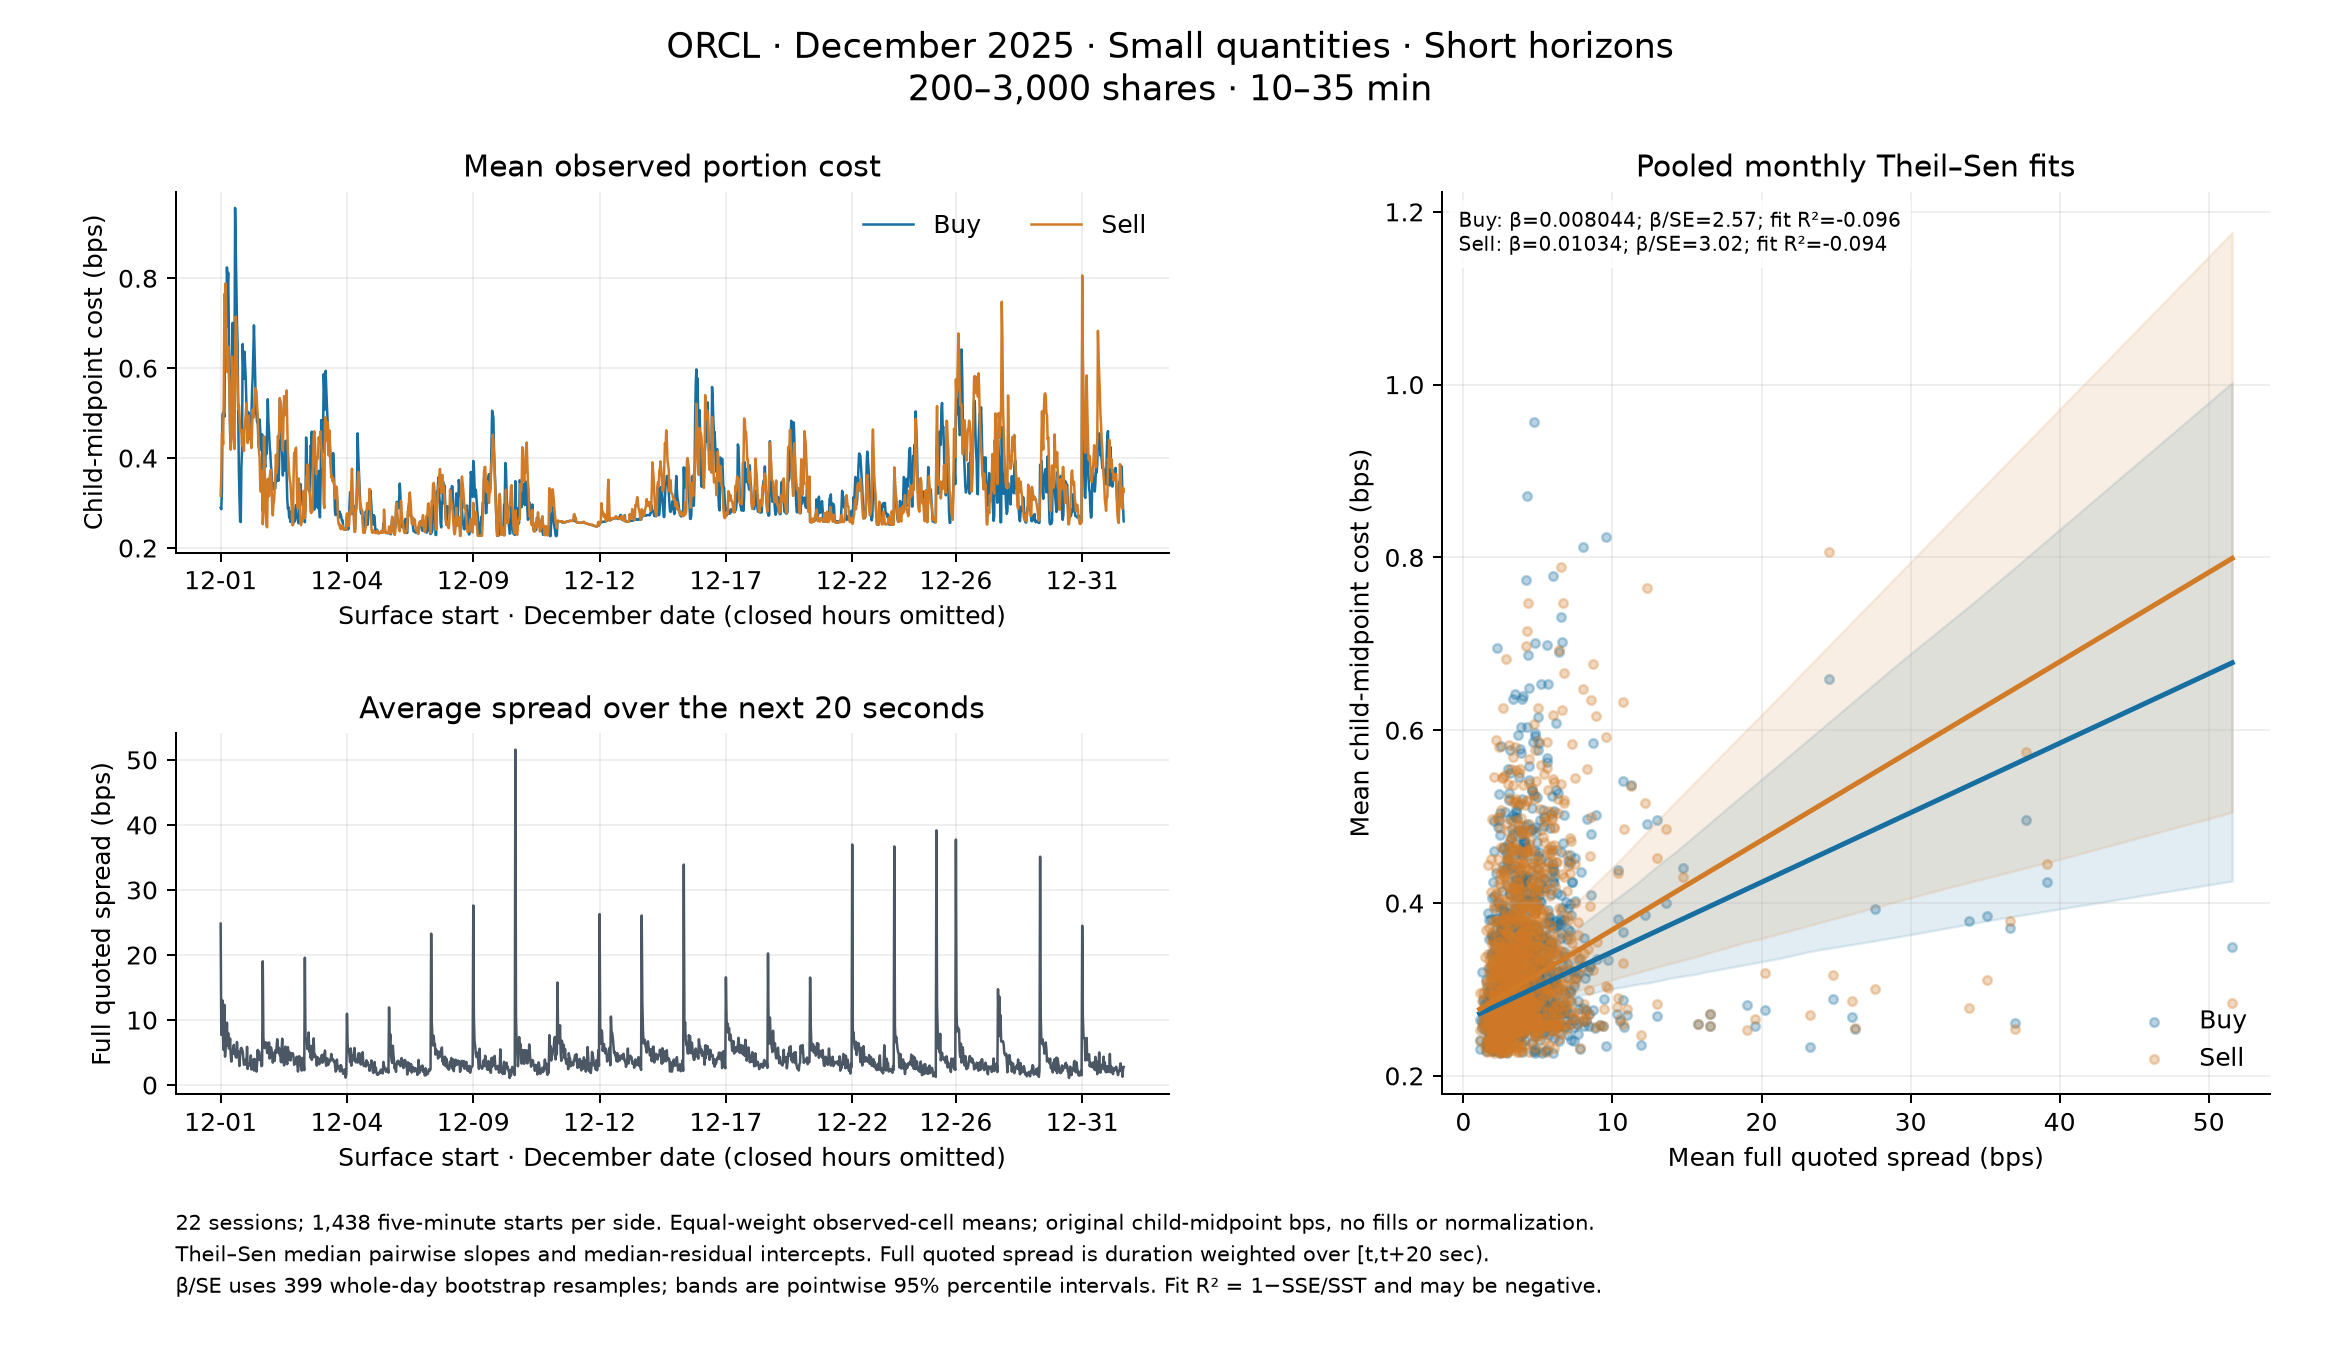 ORCL · December 2025 · Small quantities · Short horizons
200–3,000 shares · 10–35 min
Mean observed portion cost
Child-midpoint cost (bps)
0.8
0.6
0.4
0.2
Buy
Sell
12-01
12-04
12-09
12-12
12-17
12-22
12-26
12-31
Surface start · December date (closed hours omitted)
Average spread over the next 20 seconds
Full quoted spread (bps)
50
40
30
20
10
0
12-01
12-04
12-09
12-12
12-17
12-22
12-26
12-31
Surface start · December date (closed hours omitted)
Pooled monthly Theil–Sen fits
Buy: β=0.008044; β/SE=2.57; fit R²=-0.096
Sell: β=0.01034; β/SE=3.02; fit R²=-0.094
Mean child-midpoint cost (bps)
1.2
1.0
0.8
0.6
0.4
0.2
Buy
Sell
0
10
20
30
40
50
Mean full quoted spread (bps)
22 sessions; 1,438 five-minute starts per side. Equal-weight observed-cell means; original child-midpoint bps, no fills or normalization.
Theil–Sen median pairwise slopes and median-residual intercepts. Full quoted spread is duration weighted over [t,t+20 sec).
β/SE uses 399 whole-day bootstrap resamples; bands are pointwise 95% percentile intervals. Fit R² = 1−SSE/SST and may be negative.